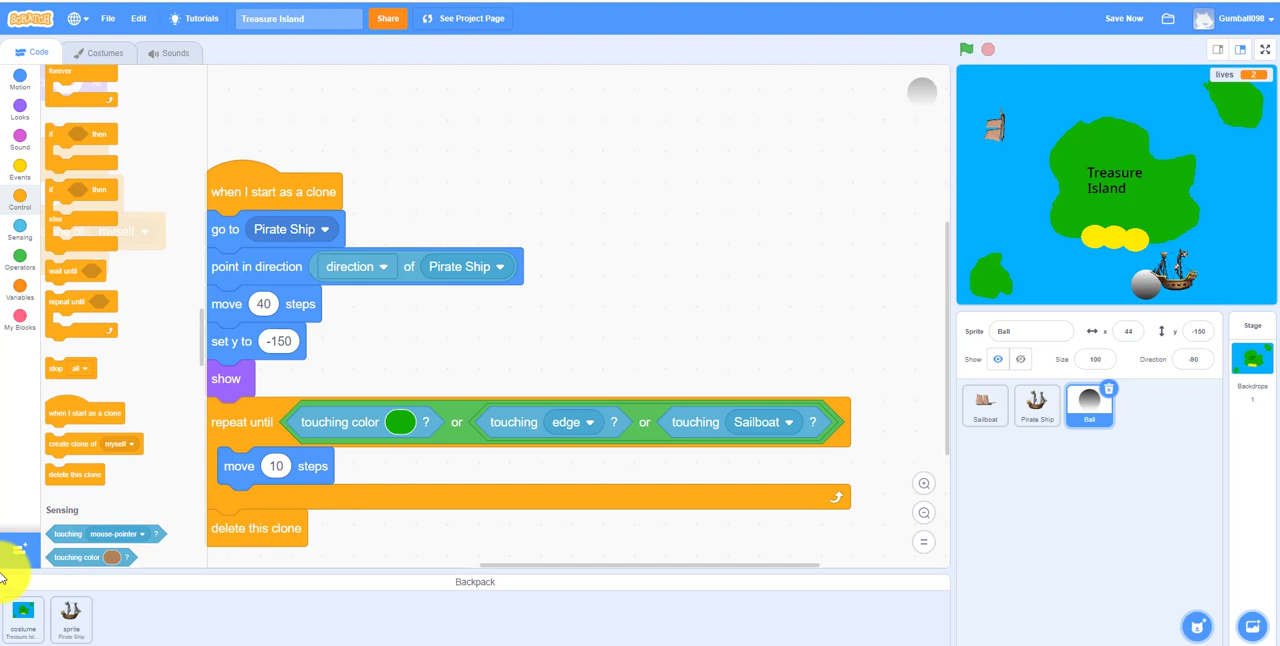 SCRATCH File Edit Tutorials Treasure Island Share See Project Page Save Now Gumball098
Code Costumes Sounds
Motion
Looks
Sound
Events
Control
Sensing
Operators
Variables
My Blocks
forever
if then
if then
else
of myself
wait until
repeat until
stop all
when I start as a clone
create clone of myself
delete this clone
Sensing
touching mouse-pointer ?
touching color ?
when I start as a clone
go to Pirate Ship
point in direction direction of Pirate Ship
move 40 steps
set y to -150
show
repeat until touching color ? or touching edge ? or touching Sailboat ?
move 10 steps
delete this clone
lives 2
Treasure
Island
Sprite Ball x 44 y -150
Show Size 100 Direction -90
Sailboat Pirate Ship Ball
Stage
Backdrops
1
Backpack
costume
Treasure Isl...
sprite
Pirate Ship